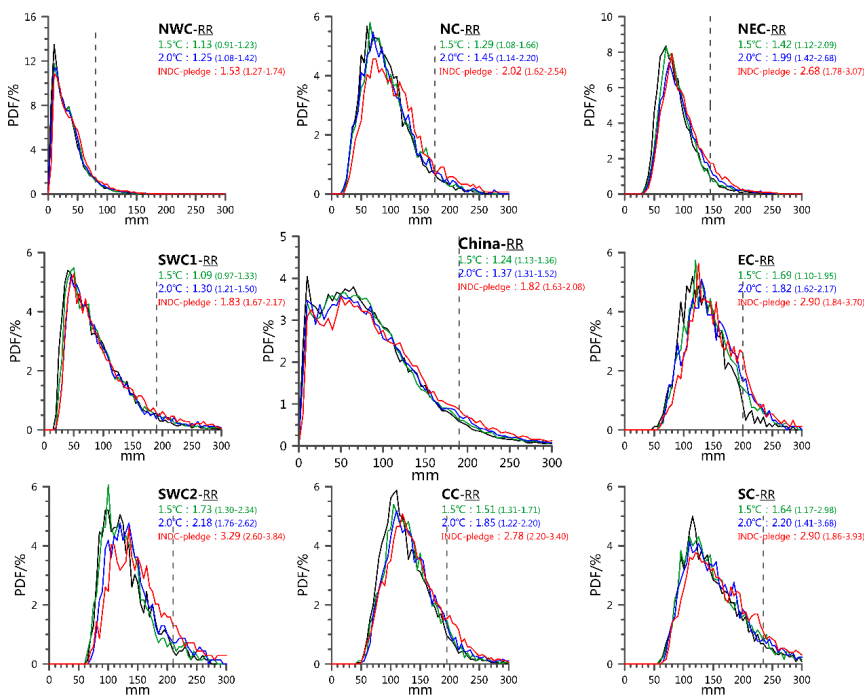 NWC-RR
1.5℃ : 1.13 (0.91-1.23)
2.0℃ : 1.25 (1.08-1.42)
INDC-pledge : 1.53 (1.27-1.74)
PDF/%
16
12
8
4
0
0 50 100 150 200 250 300
mm
NC-RR
1.5℃ : 1.29 (1.08-1.66)
2.0℃ : 1.45 (1.14-2.20)
INDC-pledge : 2.02 (1.62-2.54)
PDF/%
6
4
2
0
0 50 100 150 200 250 300
mm
NEC-RR
1.5℃ : 1.42 (1.12-2.09)
2.0℃ : 1.99 (1.42-2.68)
INDC-pledge : 2.68 (1.78-3.07)
PDF/%
10
8
6
4
2
0
0 50 100 150 200 250 300
mm
SWC1-RR
1.5℃ : 1.09 (0.97-1.33)
2.0℃ : 1.30 (1.21-1.50)
INDC-pledge : 1.83 (1.67-2.17)
PDF/%
6
4
2
0
0 50 100 150 200 250 300
mm
China-RR
1.5℃ : 1.24 (1.13-1.36)
2.0℃ : 1.37 (1.31-1.52)
INDC-pledge : 1.82 (1.63-2.08)
PDF/%
5
4
3
2
1
0
0 50 100 150 200 250 300
mm
EC-RR
1.5℃ : 1.69 (1.10-1.95)
2.0℃ : 1.82 (1.62-2.17)
INDC-pledge : 2.90 (1.84-3.70)
PDF/%
6
4
2
0
0 50 100 150 200 250 300
mm
SWC2-RR
1.5℃ : 1.73 (1.30-2.34)
2.0℃ : 2.18 (1.76-2.62)
INDC-pledge : 3.29 (2.60-3.84)
PDF/%
6
4
2
0
0 50 100 150 200 250 300
mm
CC-RR
1.5℃ : 1.51 (1.31-1.71)
2.0℃ : 1.85 (1.22-2.20)
INDC-pledge : 2.78 (2.20-3.40)
PDF/%
6
4
2
0
0 50 100 150 200 250 300
mm
SC-RR
1.5℃ : 1.64 (1.17-2.98)
2.0℃ : 2.20 (1.41-3.68)
INDC-pledge : 2.90 (1.86-3.93)
PDF/%
6
4
2
0
0 50 100 150 200 250 300
mm